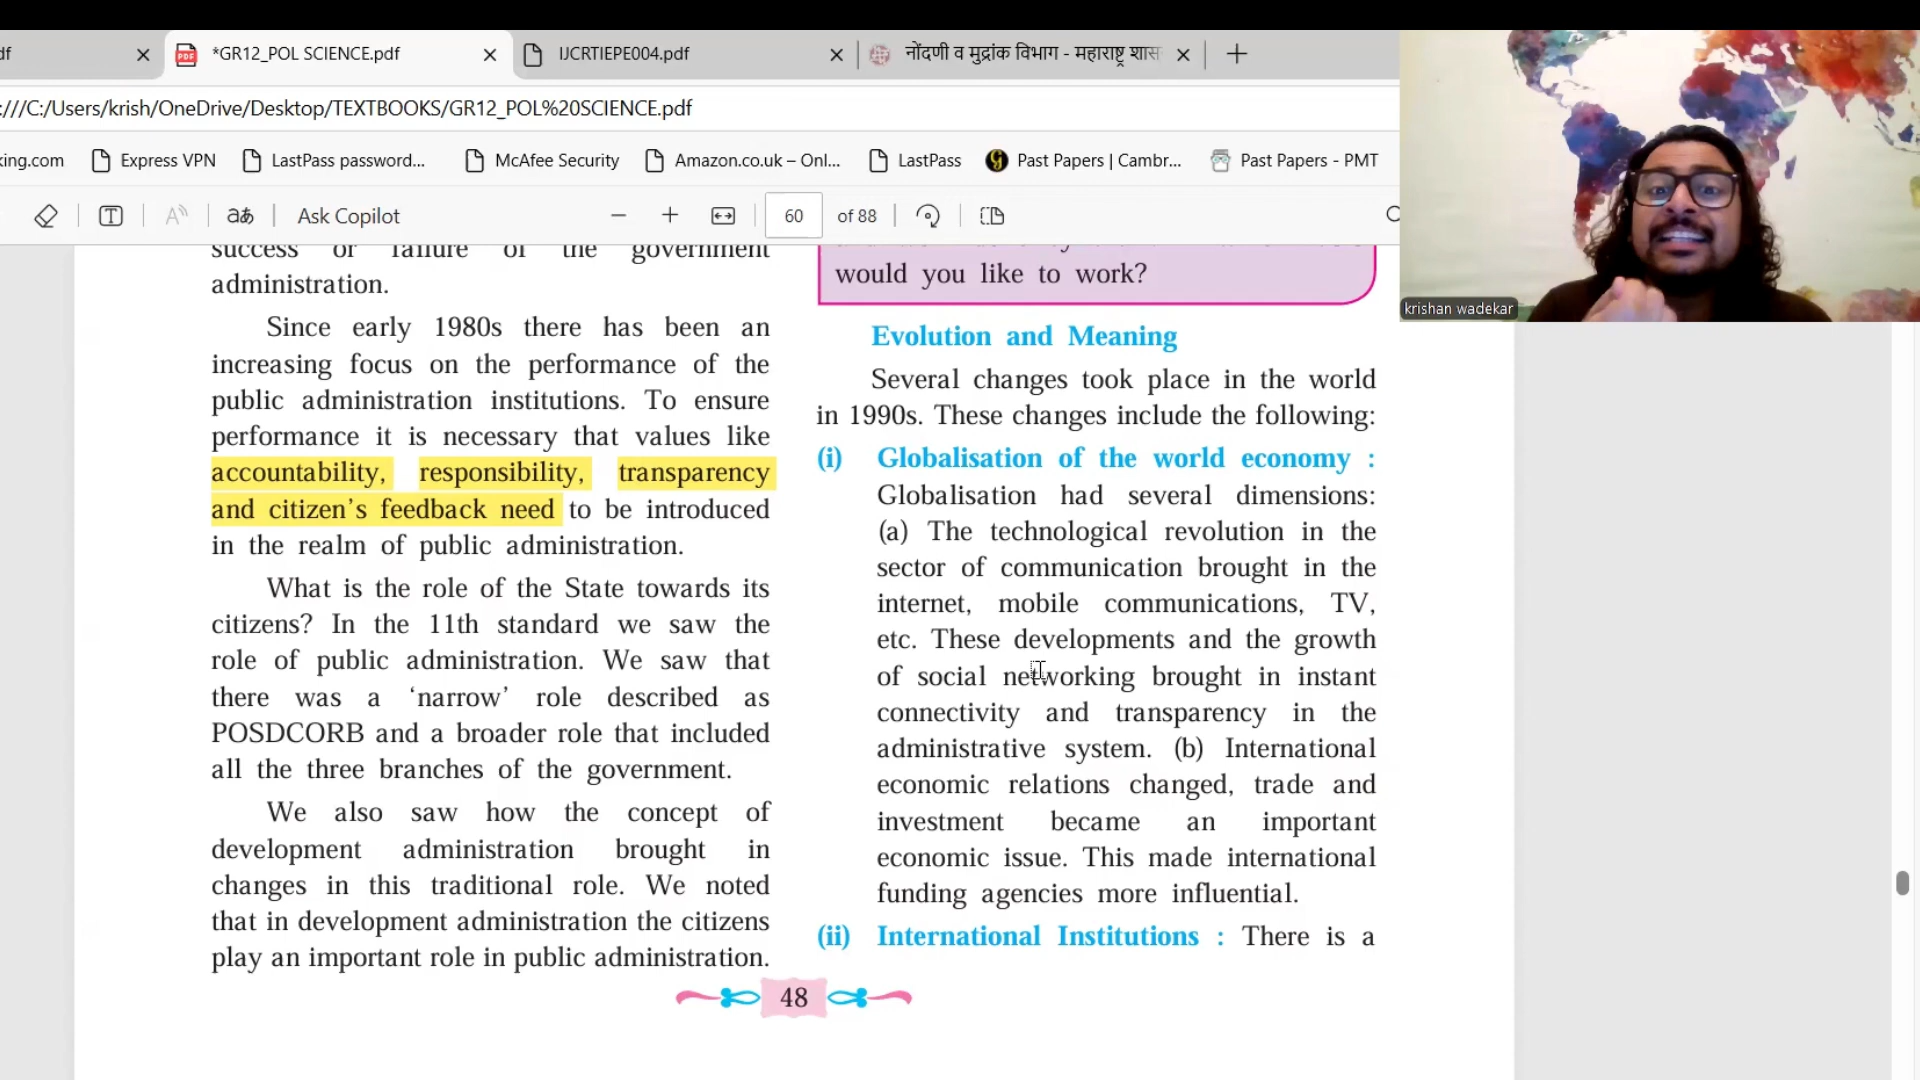 df
*GR12_POL SCIENCE.pdf
IJCRTIEPE004.pdf
नोंदणी व मुद्रांक विभाग - महाराष्ट्र शास
:///C:/Users/krish/OneDrive/Desktop/TEXTBOOKS/GR12_POL%20SCIENCE.pdf
king.com
Express VPN
LastPass password...
McAfee Security
Amazon.co.uk – Onl...
LastPass
Past Papers | Cambr...
Past Papers - PMT
Ask Copilot
60 of 88
krishan wadekar
success or failure of the government
administration.
Since early 1980s there has been an
increasing focus on the performance of the
public administration institutions. To ensure
performance it is necessary that values like
accountability, responsibility, transparency
and citizen's feedback need to be introduced
in the realm of public administration.
What is the role of the State towards its
citizens? In the 11th standard we saw the
role of public administration. We saw that
there was a ‘narrow’ role described as
POSDCORB and a broader role that included
all the three branches of the government.
We also saw how the concept of
development administration brought in
changes in this traditional role. We noted
that in development administration the citizens
play an important role in public administration.
would you like to work?
Evolution and Meaning
Several changes took place in the world
in 1990s. These changes include the following:
(i) Globalisation of the world economy :
Globalisation had several dimensions:
(a) The technological revolution in the
sector of communication brought in the
internet, mobile communications, TV,
etc. These developments and the growth
of social networking brought in instant
connectivity and transparency in the
administrative system. (b) International
economic relations changed, trade and
investment became an important
economic issue. This made international
funding agencies more influential.
(ii) International Institutions : There is a
48